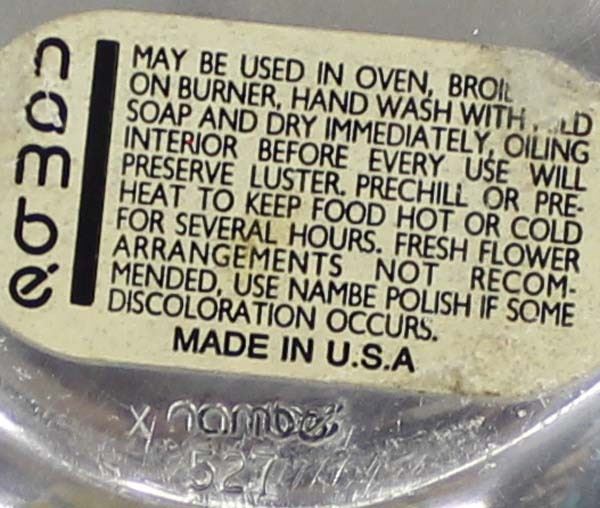 nambé
MAY BE USED IN OVEN, BROIL
ON BURNER, HAND WASH WITH
SOAP AND DRY IMMEDIATELY, OILING
INTERIOR BEFORE EVERY USE WILL
PRESERVE LUSTER. PRECHILL OR PRE-
HEAT TO KEEP FOOD HOT OR COLD
FOR SEVERAL HOURS. FRESH FLOWER
ARRANGEMENTS NOT RECOM-
MENDED, USE NAMBE POLISH IF SOME
DISCOLORATION OCCURS.
MADE IN U.S.A
X nambé
527